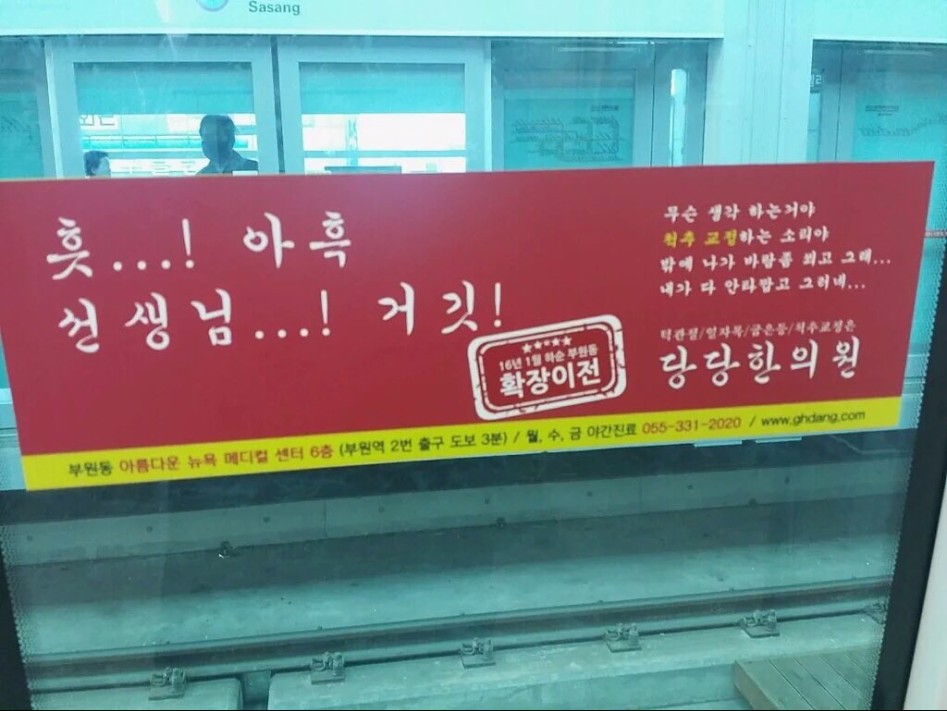 Sasang
흣...! 아흑
선생님...! 거깃!
무슨 생각 하는거야
척추 교정하는 소리야
밖에 나가 바람좀 쐬고 그래...
내가 다 안타깝고 그러네...
★★★★★
16년 1월 하순 부원동
확장이전
턱관절/일자목/굽은등/척추교정은
당당한의원
부원동 아름다운 뉴욕 메디컬 센터 6층 (부원역 2번 출구 도보 3분) / 월, 수, 금 야간진료 055-331-2020 / www.ghdang.com